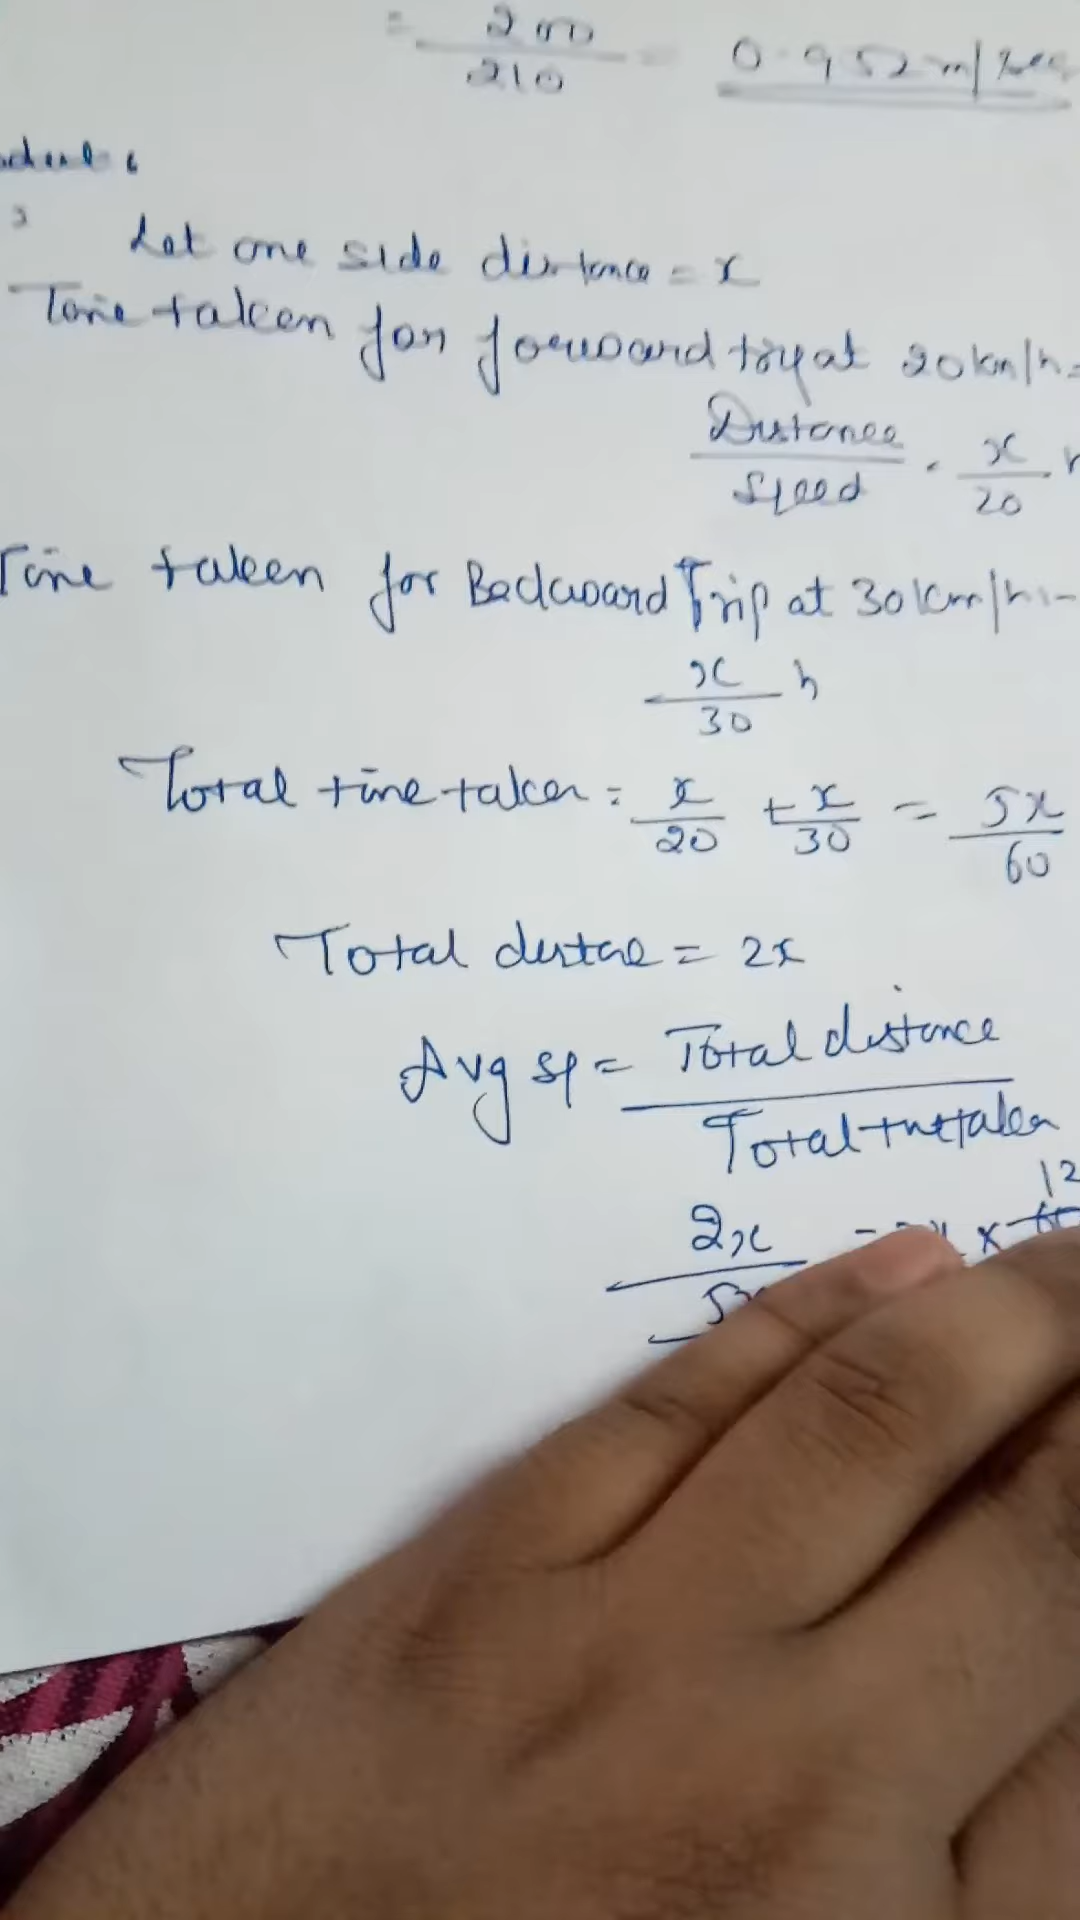 = 200/210 = 0.952 m/sec
Let one side distance = x
Time taken for forward trip at 20 km/h =
Distance/Speed = x/20
Time taken for Backward Trip at 30 km/h :-
x/30 h
Total time taken = x/20 + x/30 = 5x/60
Total distance = 2x
Avg sp = Total distance/Total time taken
2x
12